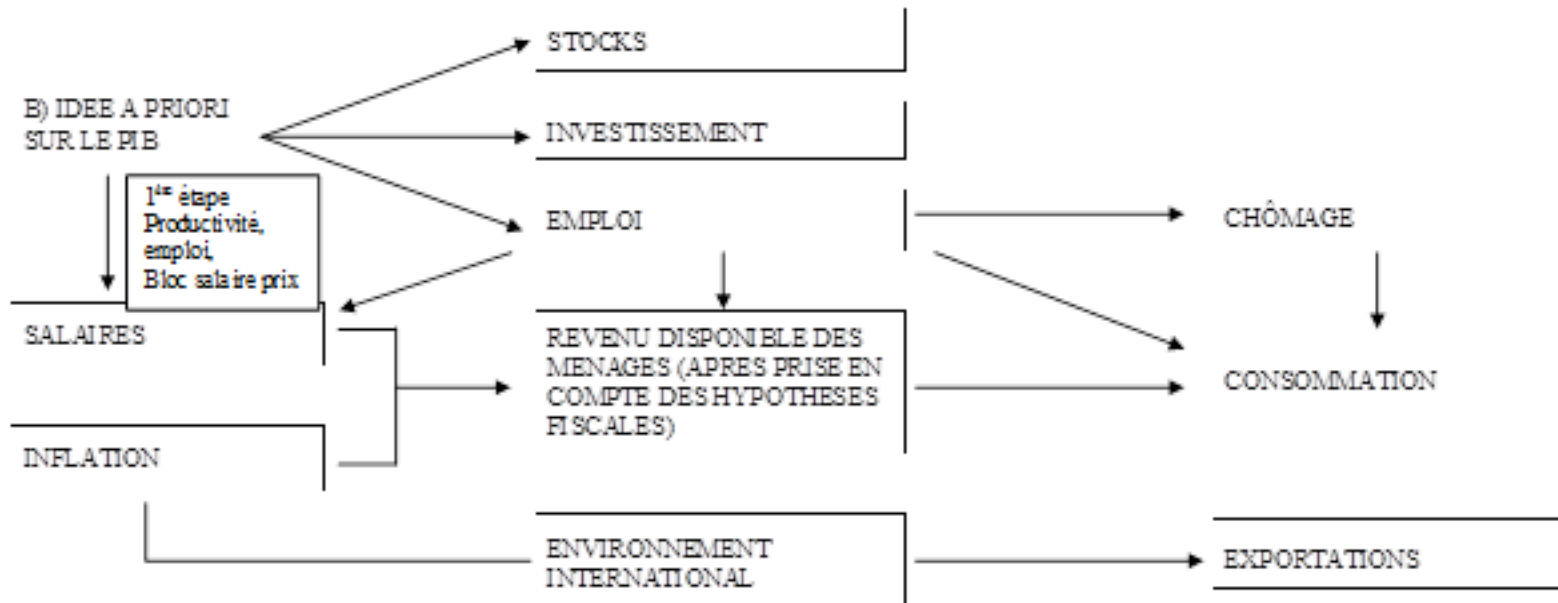 STOCKS
B) IDEE A PRIORI
SUR LE PIB
INVESTISSEMENT
1ère étape
Productivité,
emploi,
Bloc salaire prix
EMPLOI
CHÔMAGE
SALAIRES
REVENU DISPONIBLE DES
MENAGES (APRES PRISE EN
COMPTE DES HYPOTHESES
FISCALES)
CONSOMMATION
INFLATION
ENVIRONNEMENT
INTERNATIONAL
EXPORTATIONS